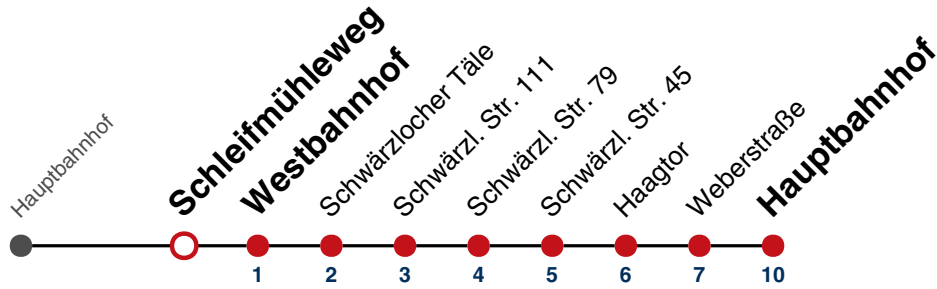 Hauptbahnhof
Schleifmühleweg
Westbahnhof
Schwärzlocher Täle
Schwärzl. Str. 111
Schwärzl. Str. 79
Schwärzl. Str. 45
Haagtor
Weberstraße
Hauptbahnhof
1 2 3 4 5 6 7 10